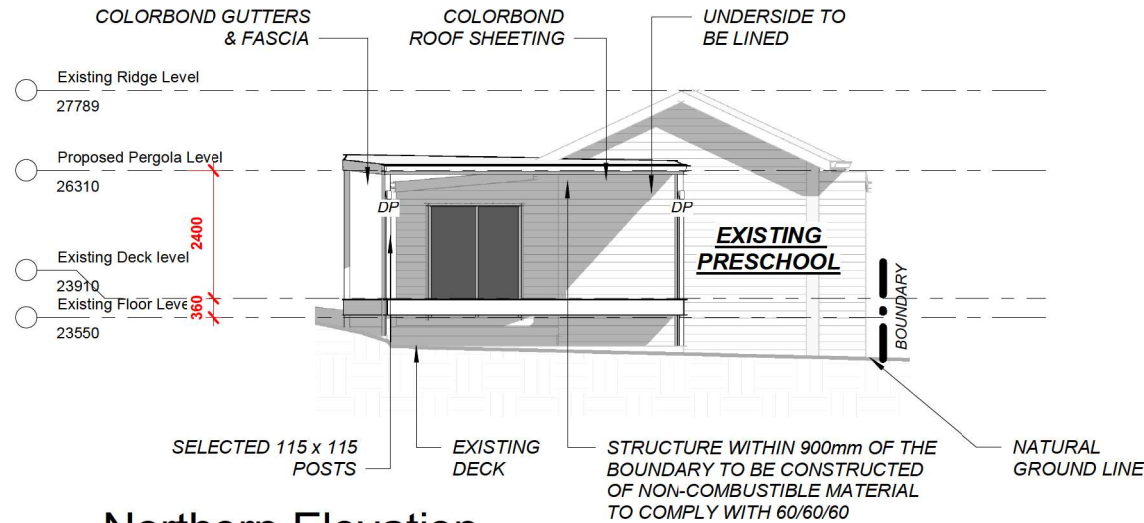 COLORBOND GUTTERS
& FASCIA
COLORBOND
ROOF SHEETING
UNDERSIDE TO
BE LINED
Existing Ridge Level
27789
Proposed Pergola Level
26310
2400
DP
DP
EXISTING
PRESCHOOL
Existing Deck level
23910
360
Existing Floor Level
23550
BOUNDARY
SELECTED 115 x 115
POSTS
EXISTING
DECK
STRUCTURE WITHIN 900mm OF THE
BOUNDARY TO BE CONSTRUCTED
OF NON-COMBUSTIBLE MATERIAL
TO COMPLY WITH 60/60/60
NATURAL
GROUND LINE
Northern Elevation